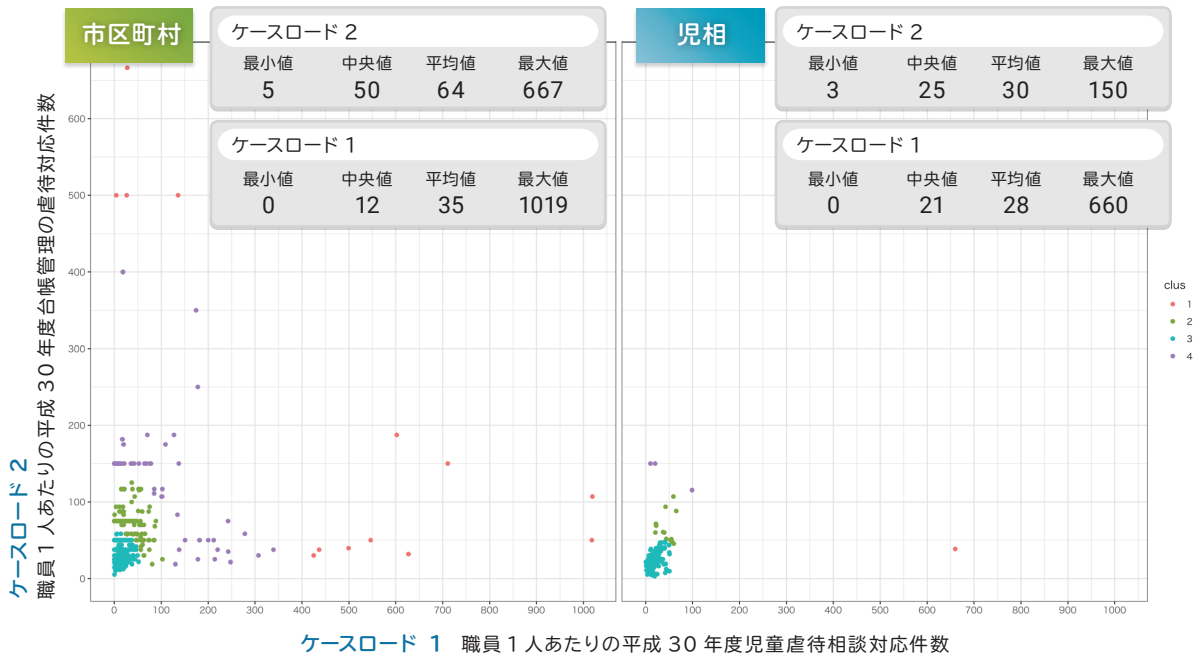 市区町村
ケースロード 2
最小値 中央値 平均値 最大値
5 50 64 667
ケースロード 1
最小値 中央値 平均値 最大値
0 12 35 1019
児相
ケースロード 2
最小値 中央値 平均値 最大値
3 25 30 150
ケースロード 1
最小値 中央値 平均値 最大値
0 21 28 660
ケースロード 2
職員 1 人あたりの平成 30 年度台帳管理の虐待対応件数
600
500
400
300
200
100
0
0 100 200 300 400 500 600 700 800 900 1000
0 100 200 300 400 500 600 700 800 900 1000
clus
1
2
3
4
ケースロード 1 職員 1 人あたりの平成 30 年度児童虐待相談対応件数